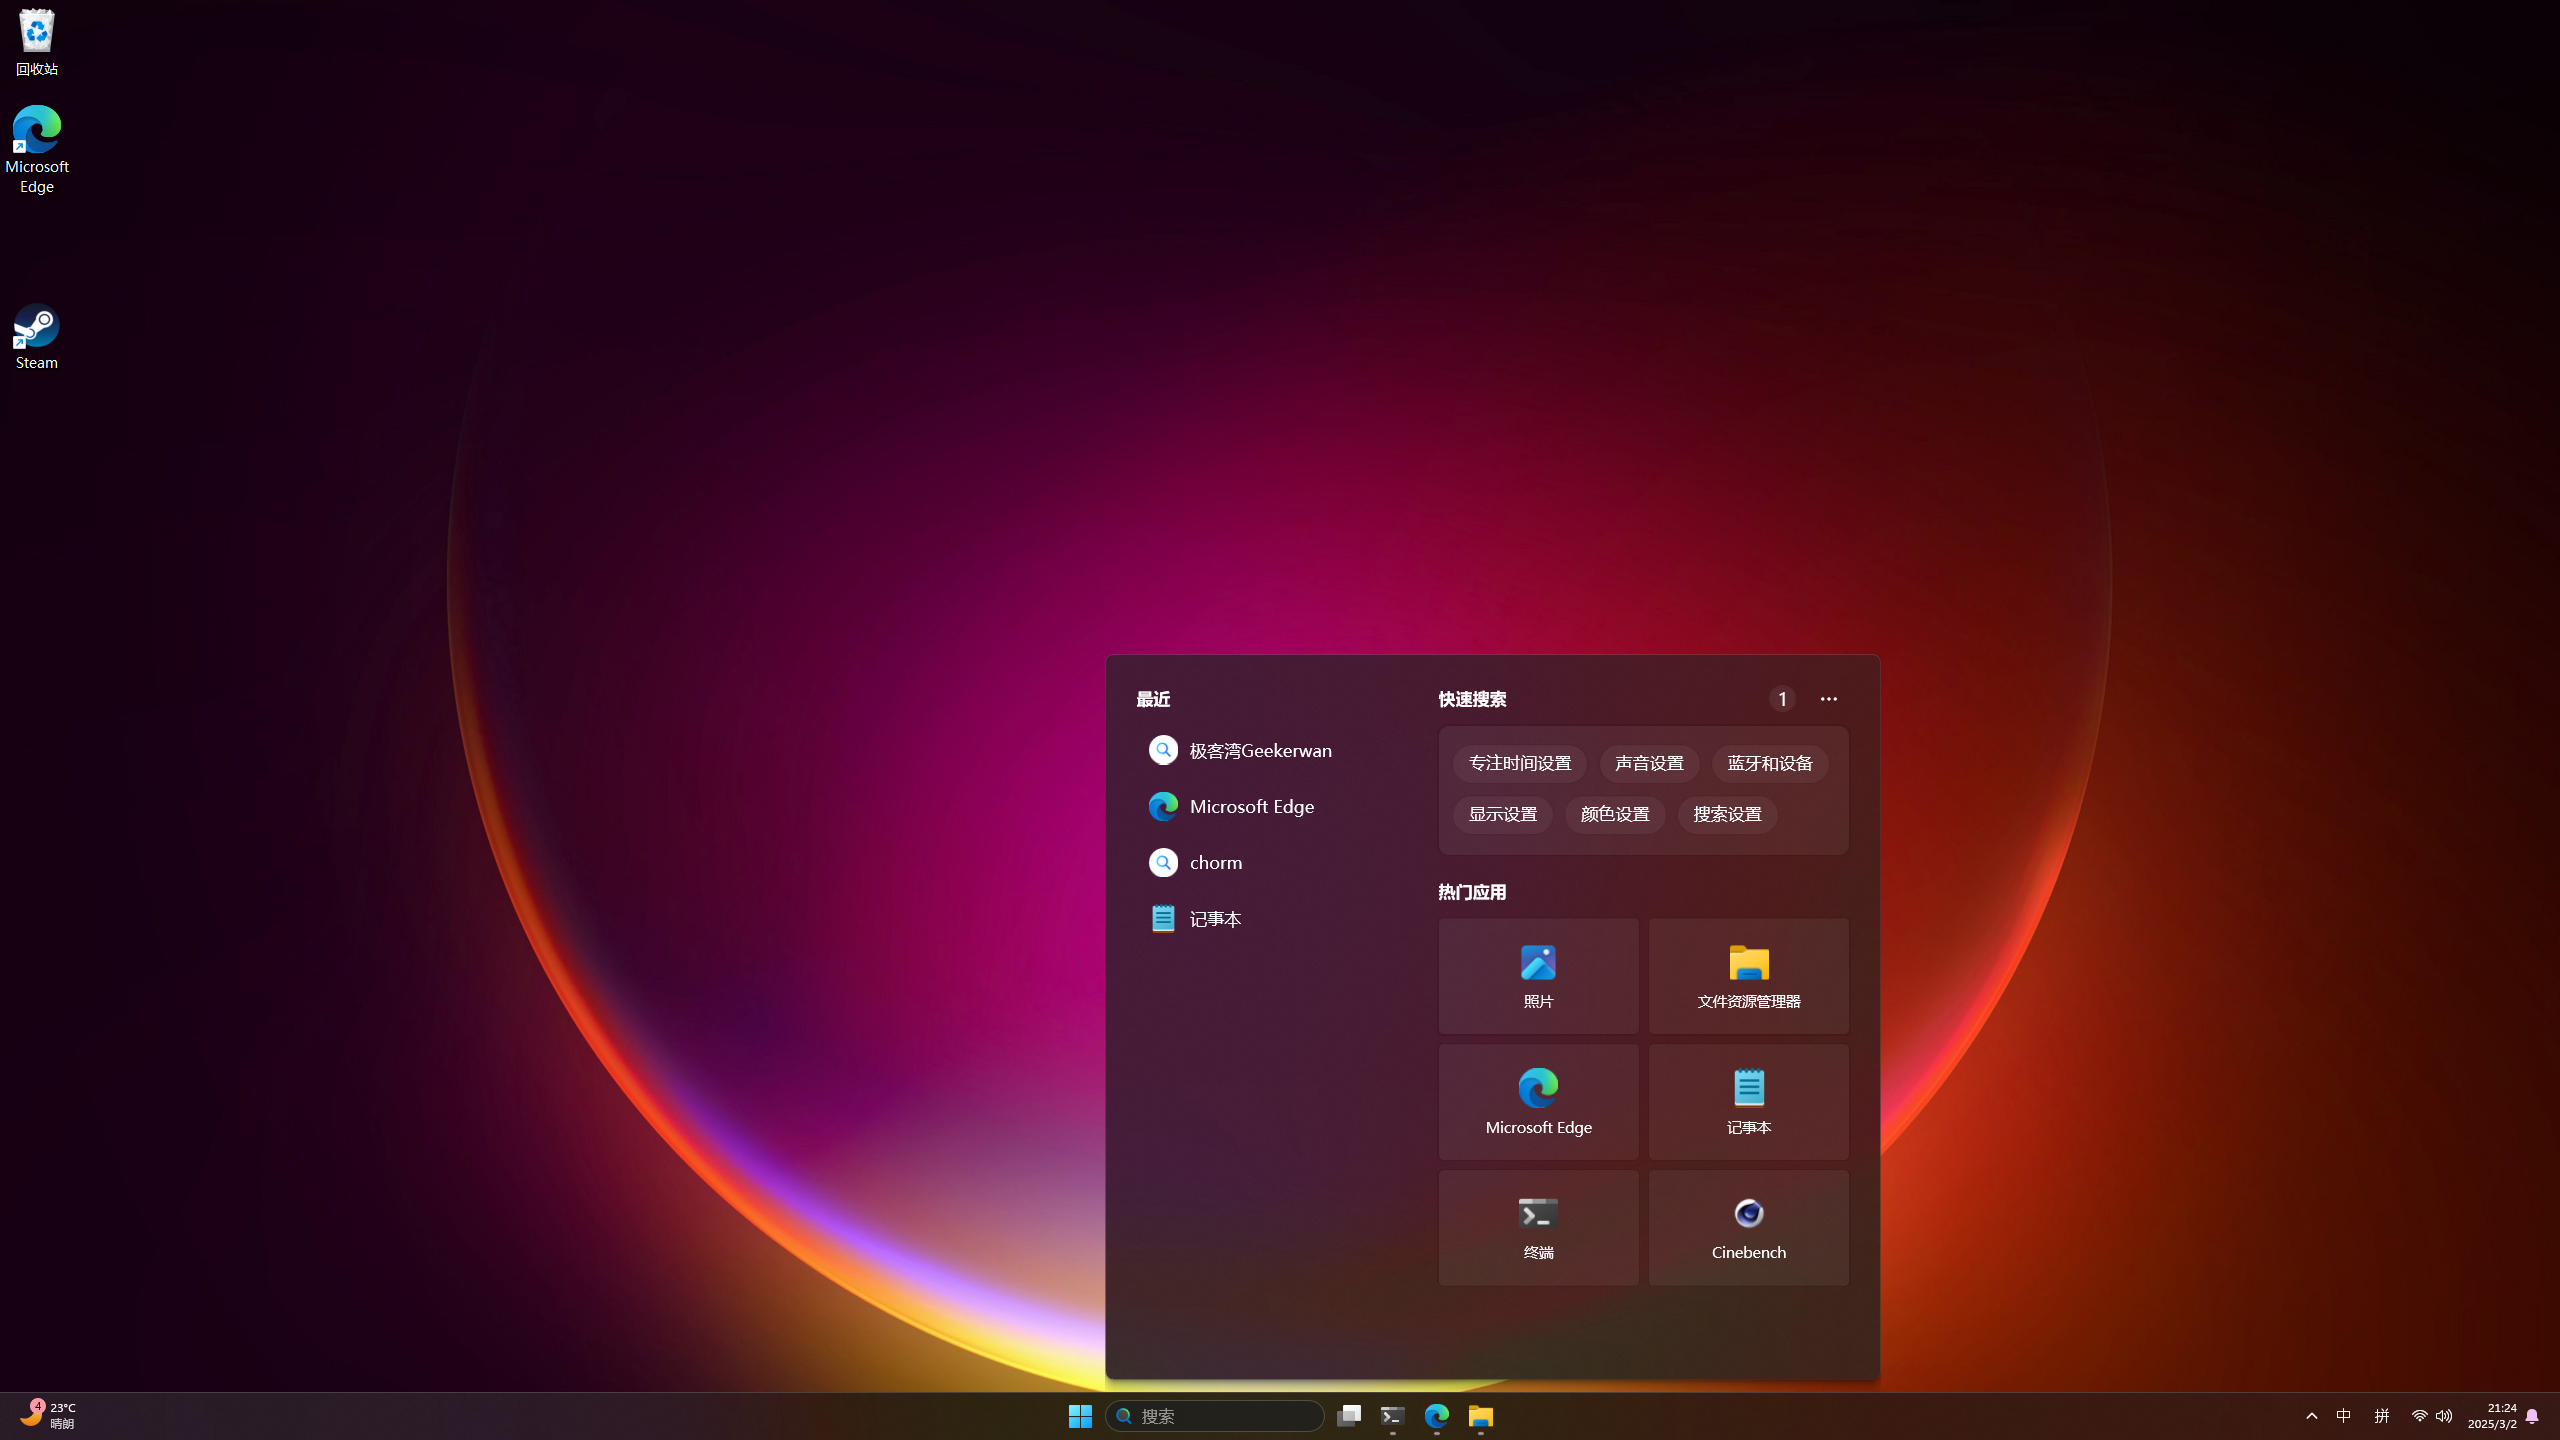 回收站
Microsoft
Edge
Steam
最近
极客湾Geekerwan
Microsoft Edge
chorm
记事本
快速搜索
1
专注时间设置 声音设置 蓝牙和设备
显示设置 颜色设置 搜索设置
热门应用
照片 文件资源管理器
Microsoft Edge 记事本
终端 Cinebench
4
23°C
晴朗
搜索
中 拼
21:24
2025/3/2